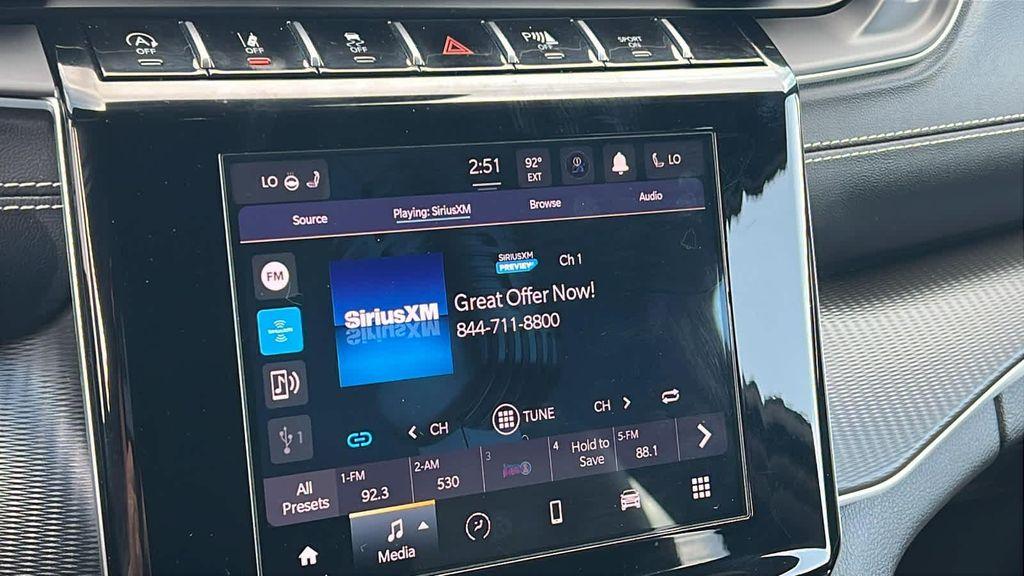 OFF
OFF
OFF
OFF
SPORT
ON
LO
2:51
92°
EXT
LO
Source
Playing: SiriusXM
Browse
Audio
FM
SIRIUSXM
PREVIEW
Ch 1
SiriusXM
Great Offer Now!
844-711-8800
1
CH
TUNE
CH
All
Presets
1-FM
92.3
2-AM
530
3
4
Hold to
Save
5-FM
88.1
Media